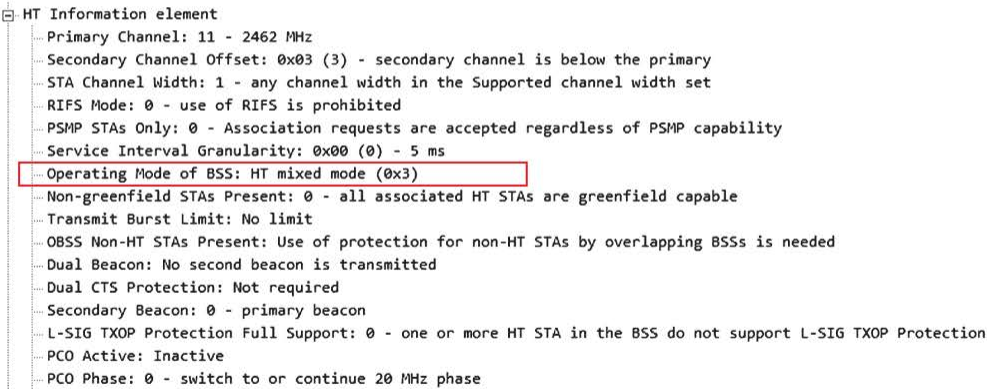 HT Information element
Primary Channel: 11 - 2462 MHz
Secondary Channel Offset: 0x03 (3) - secondary channel is below the primary
STA Channel Width: 1 - any channel width in the Supported channel width set
RIFS Mode: 0 - use of RIFS is prohibited
PSMP STAs Only: 0 - Association requests are accepted regardless of PSMP capability
Service Interval Granularity: 0x00 (0) - 5 ms
Operating Mode of BSS: HT mixed mode (0x3)
Non-greenfield STAs Present: 0 - all associated HT STAs are greenfield capable
Transmit Burst Limit: No limit
OBSS Non-HT STAs Present: Use of protection for non-HT STAs by overlapping BSSs is needed
Dual Beacon: No second beacon is transmitted
Dual CTS Protection: Not required
Secondary Beacon: 0 - primary beacon
L-SIG TXOP Protection Full Support: 0 - one or more HT STA in the BSS do not support L-SIG TXOP Protection
PCO Active: Inactive
PCO Phase: 0 - switch to or continue 20 MHz phase